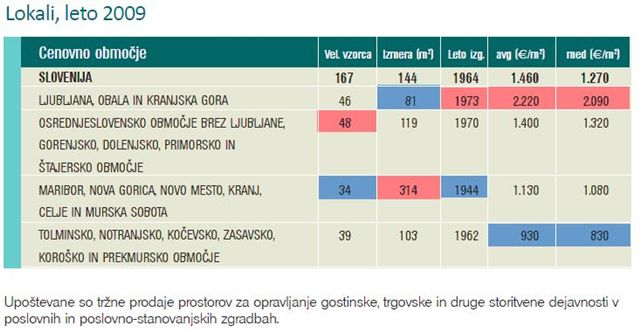 Lokali, leto 2009
Cenovno območje Vel. vzorca Izmera (m²) Leto izg. avg (€/m²) med (€/m²)
SLOVENIJA 167 144 1964 1.460 1.270
LJUBLJANA, OBALA IN KRANJSKA GORA 46 81 1973 2.220 2.090
OSREDNJESLOVENSKO OBMOČJE BREZ LJUBLJANE, 48 119 1970 1.400 1.320
GORENJSKO, DOLENJSKO, PRIMORSKO IN
ŠTAJERSKO OBMOČJE
MARIBOR, NOVA GORICA, NOVO MESTO, KRANJ, 34 314 1944 1.130 1.080
CELJE IN MURSKA SOBOTA
TOLMINSKO, NOTRANJSKO, KOČEVSKO, ZASAVSKO, 39 103 1962 930 830
KOROŠKO IN PREKMURSKO OBMOČJE
Upoštevane so tržne prodaje prostorov za opravljanje gostinske, trgovske in druge storitvene dejavnosti v
poslovnih in poslovno-stanovanjskih zgradbah.